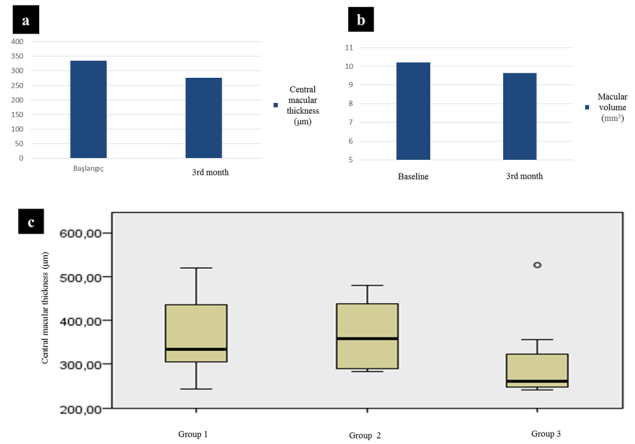 a
400
350
300
250
200
150
100
50
0
Başlangıç
3rd month
Central
macular
thickness
(µm)
b
11
10
9
8
7
6
5
Baseline
3rd month
Macular
volume
(mm³)
c
Central macular thickness (µm)
600,00
500,00
400,00
300,00
200,00
Group 1
Group 2
Group 3